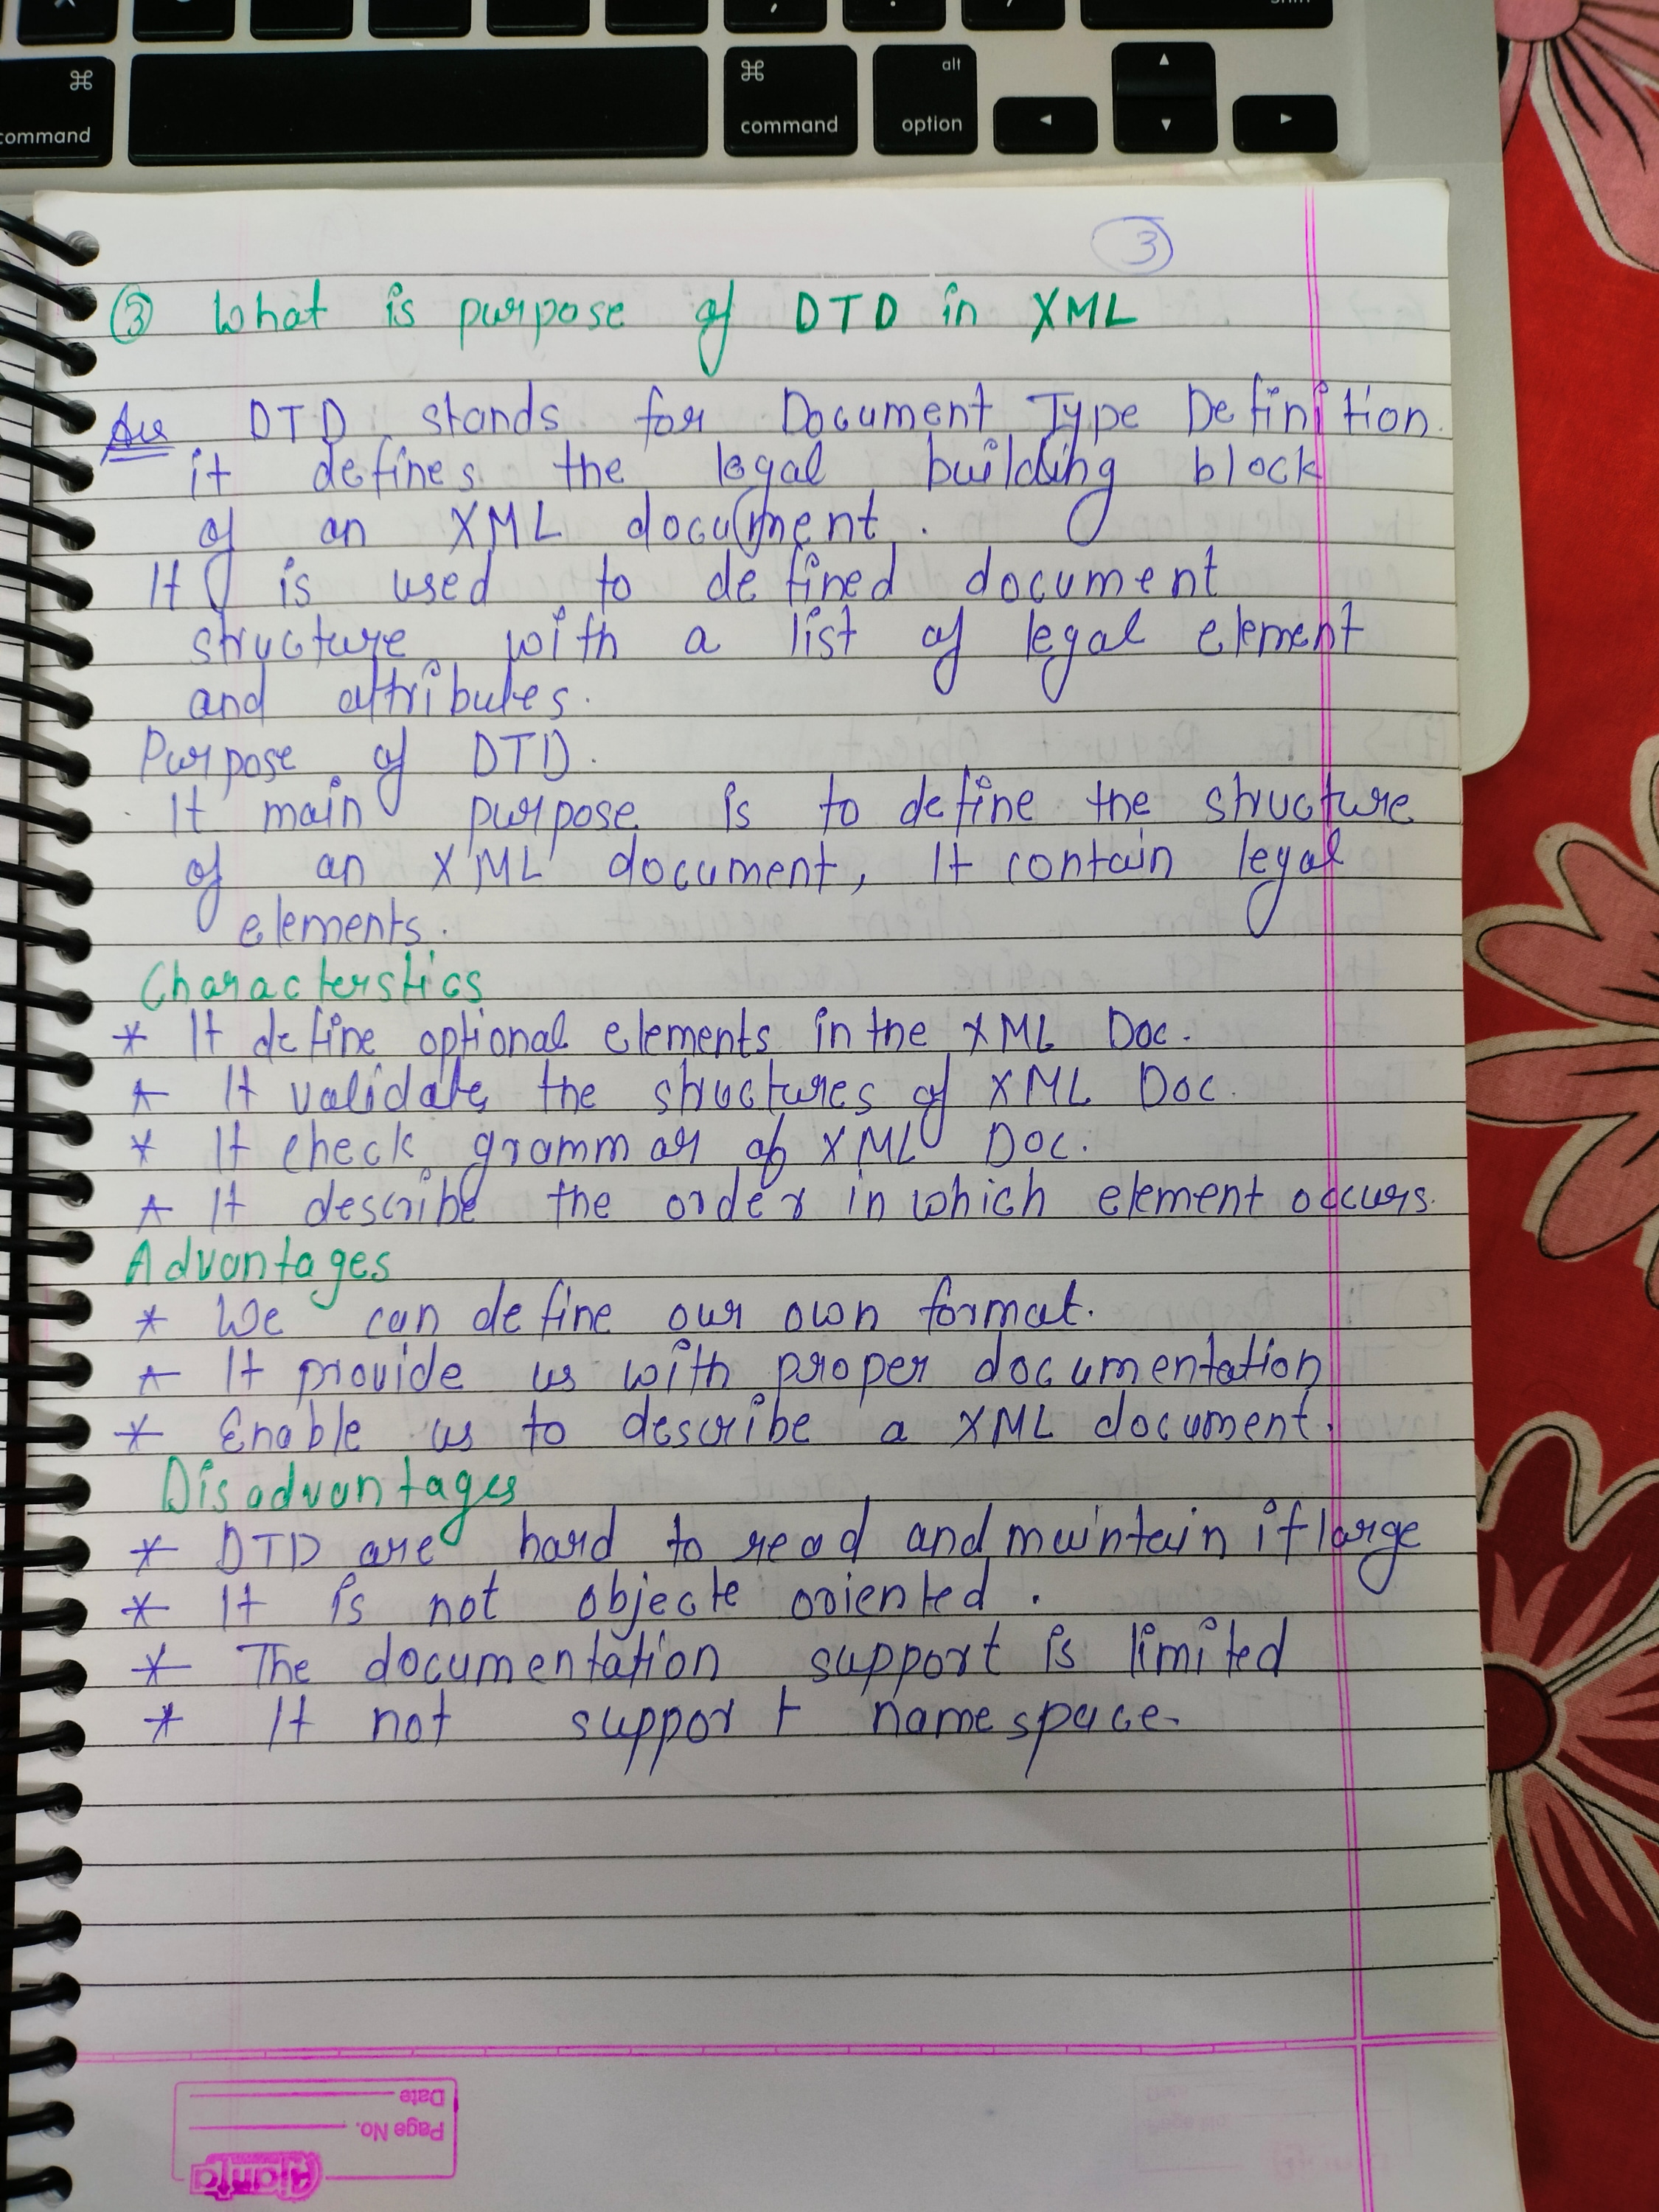 shift
command
command
alt
option
3
③ What is purpose of DTD in XML
Ans DTD stands for Document Type Definition.
it defines the legal building block
of an XML document.
It is used to defined document
structure with a list of legal element
and attributes.
Purpose of DTD.
It main purpose is to define the structure
of an XML document, It contain legal
elements.
Characterstics
* It define optional elements in the XML Doc.
* It validate the structures of XML Doc.
* It check grammar of XML Doc.
* It describe the order in which element occurs.
Advantages
* We can define our own format.
* It provide us with proper documentation
* Enable us to describe a XML document.
Disadvantages
* DTD are hard to read and maintain if large
* It is not objecte oriented.
* The documentation support is limited
* It not support namespace.
Date
Page No.
Ajanta